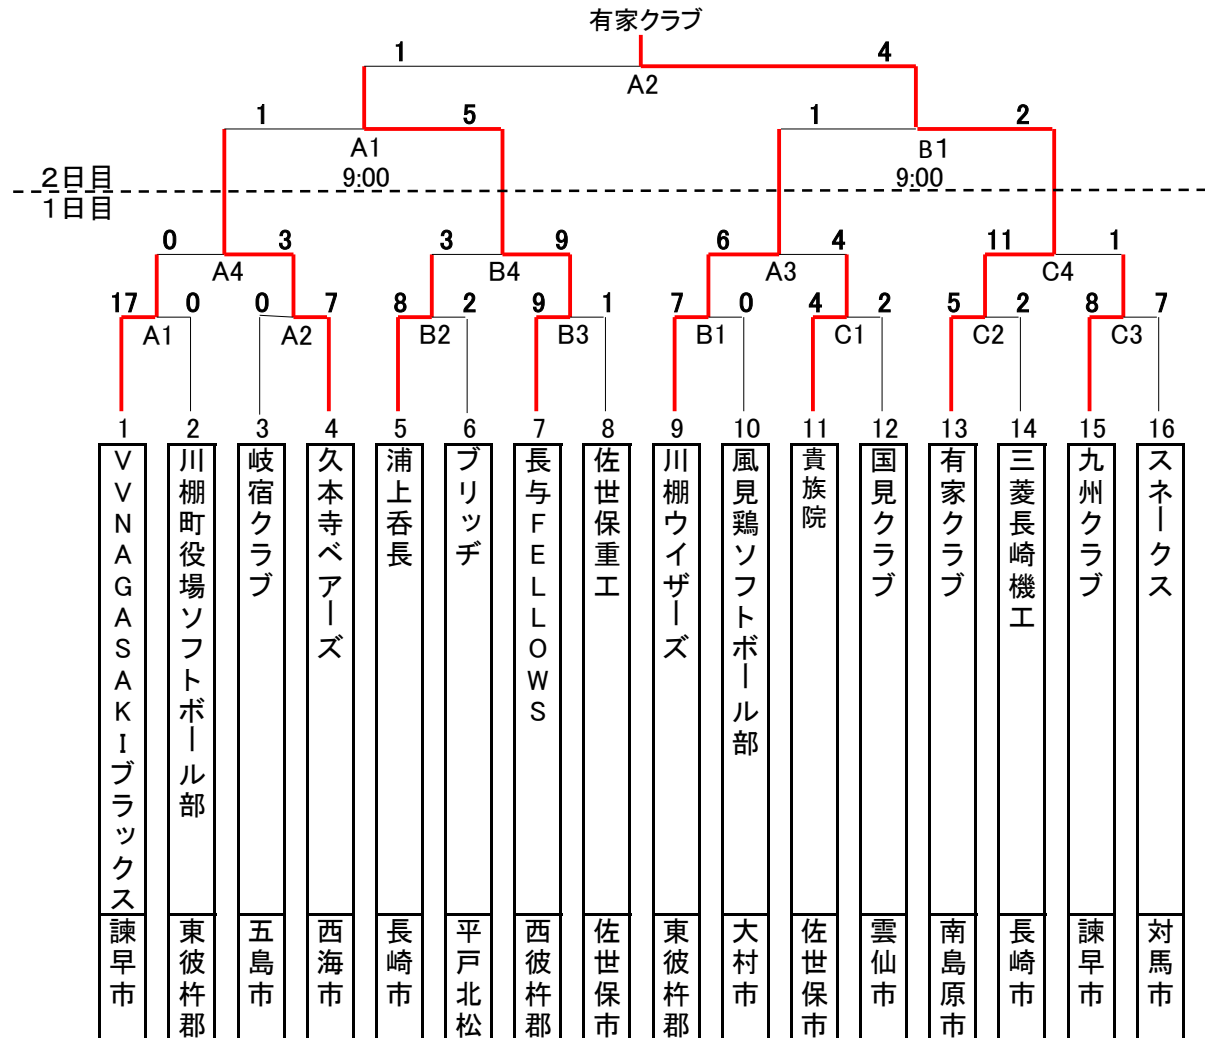 有家クラブ
1 4
A2
1 5 1 2
A1 B1
2日目 9:00 9:00
1日目
0 3 3 9 6 4 11 1
A4 B4 A3 C4
17 0 0 7 8 2 9 1 7 0 4 2 5 2 8 7
A1 A2 B2 B3 B1 C1 C2 C3
1 2 3 4 5 6 7 8 9 10 11 12 13 14 15 16
VVNAGASAKIブラックス
川棚町役場ソフトボール部
岐宿クラブ
久本寺ベアーズ
浦上呑長
ブリッヂ
長与FELLOWS
佐世保重工
川棚ウイザーズ
風見鶏ソフトボール部
貴族院
国見クラブ
有家クラブ
三菱長崎機工
九州クラブ
スネークス
諫早市
東彼杵郡
五島市
西海市
長崎市
平戸北松
西彼杵郡
佐世保市
東彼杵郡
大村市
佐世保市
雲仙市
南島原市
長崎市
諫早市
対馬市